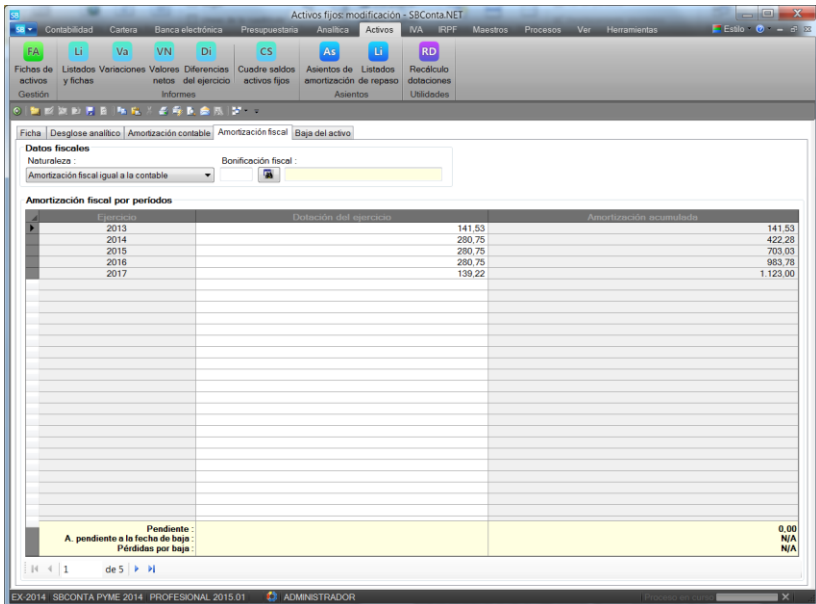 Activos fijos: modificación - SBConta.NET
SB Contabilidad Cartera Banca electrónica Presupuestaria Analítica Activos IVA IRPF Maestros Procesos Ver Herramientas Estilo
FA Li Va VN Di CS As Li RD
Fichas de activos Listados y fichas Variaciones Valores netos Diferencias del ejercicio Cuadre saldos activos fijos Asientos de amortización Listados de repaso Recálculo dotaciones
Gestión Informes Asientos Utilidades
Ficha Desglose analítico Amortización contable Amortización fiscal Baja del activo
Datos fiscales
Naturaleza : Bonificación fiscal :
Amortización fiscal igual a la contable
Amortización fiscal por períodos
Ejercicio Dotación del ejercicio Amortización acumulada
2013 141,53 141,53
2014 280,75 422,28
2015 280,75 703,03
2016 280,75 983,78
2017 139,22 1.123,00
Pendiente : 0,00
A. pendiente a la fecha de baja : N/A
Pérdidas por baja : N/A
1 de 5
EX-2014 SBCONTA PYME 2014 PROFESIONAL 2015.01 ADMINISTRADOR Proceso en curso